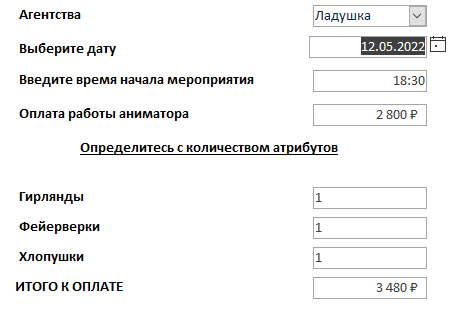 Агентства Ладушка
Выберите дату 12.05.2022
Введите время начала мероприятия 18:30
Оплата работы аниматора 2 800 ₽
Определитесь с количеством атрибутов
Гирлянды 1
Фейерверки 1
Хлопушки 1
ИТОГО К ОПЛАТЕ 3 480 ₽